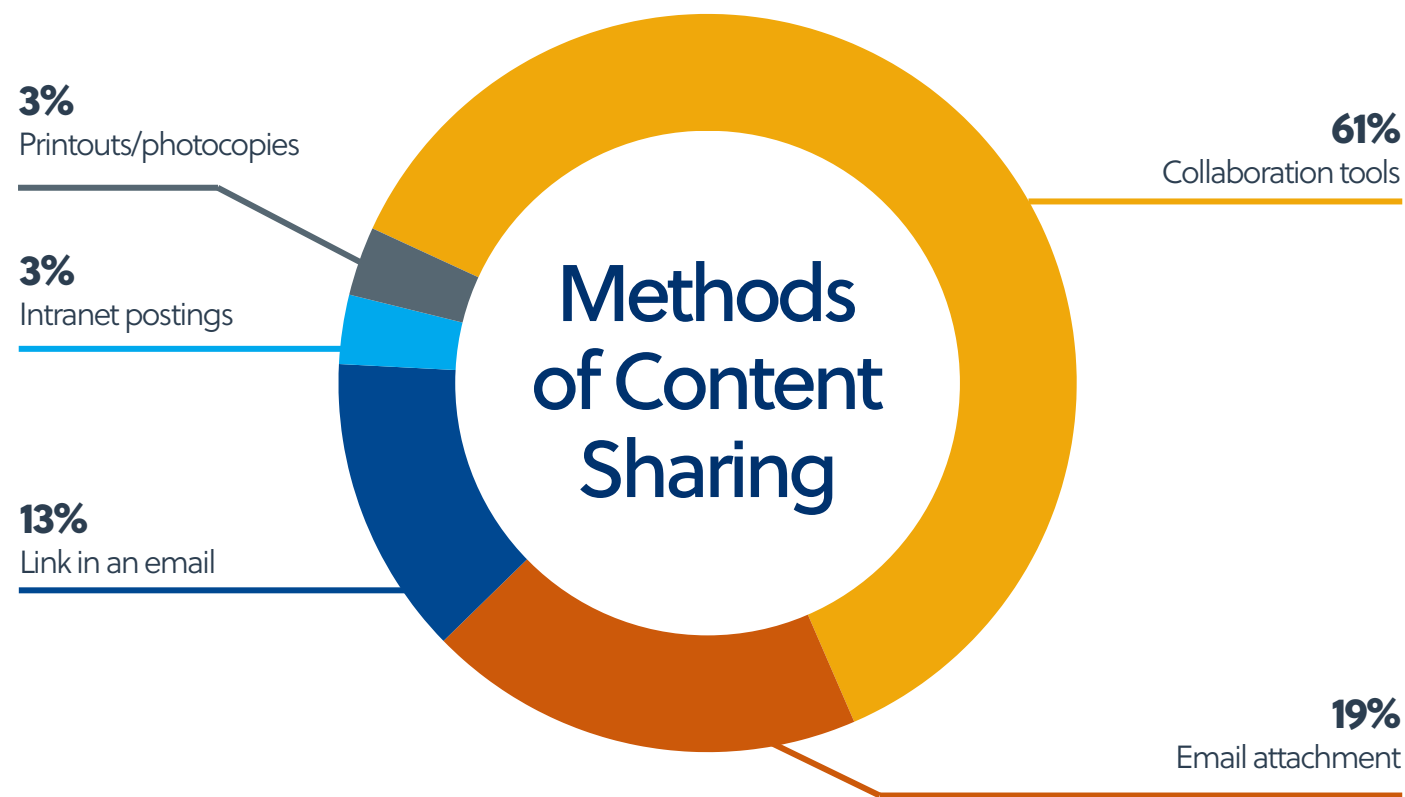 3%
Printouts/photocopies
3%
Intranet postings
13%
Link in an email
Methods
of Content
Sharing
61%
Collaboration tools
19%
Email attachment